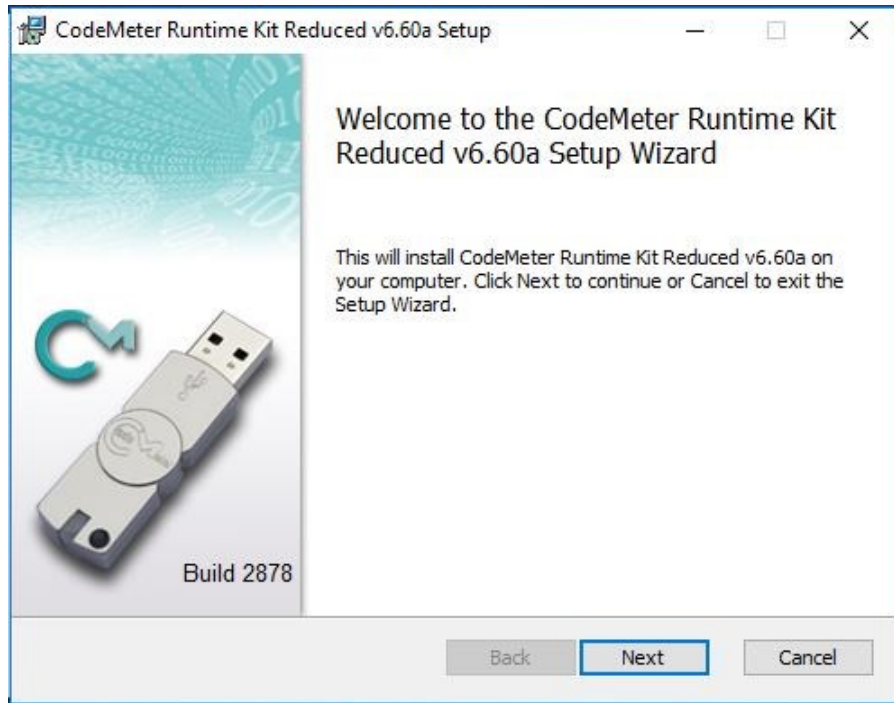 CodeMeter Runtime Kit Reduced v6.60a Setup
Welcome to the CodeMeter Runtime Kit
Reduced v6.60a Setup Wizard
This will install CodeMeter Runtime Kit Reduced v6.60a on
your computer. Click Next to continue or Cancel to exit the
Setup Wizard.
CM
Build 2878
Back
Next
Cancel